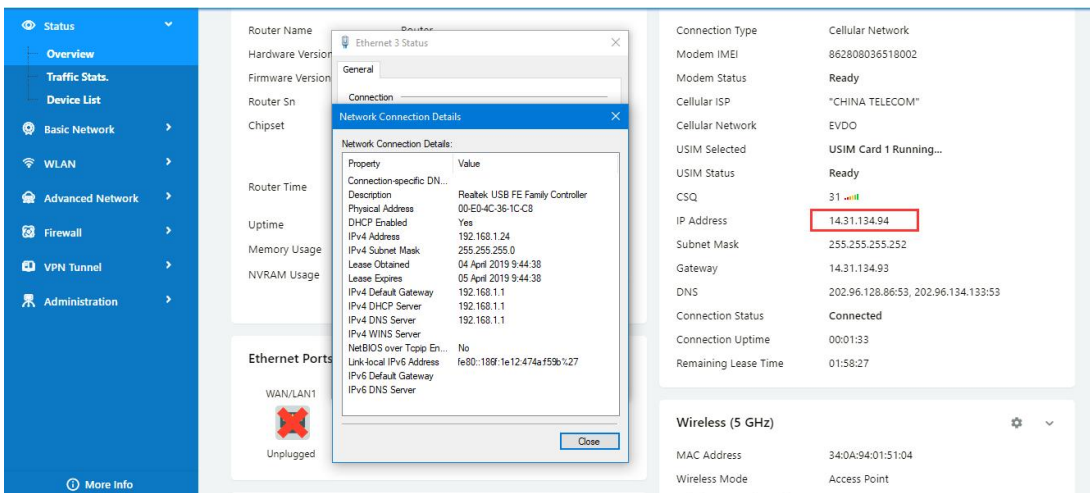 Status
Overview
Traffic Stats.
Device List
Basic Network
WLAN
Advanced Network
Firewall
VPN Tunnel
Administration
More Info
Router Name
Hardware Version
Firmware Version
Router Sn
Chipset
Router Time
Uptime
Memory Usage
NVRAM Usage
Ethernet Ports
WAN/LAN1
Unplugged
Ethernet 3 Status
General
Connection
Network Connection Details
Network Connection Details:
Property Value
Connection-specific DN...
Description Realtek USB FE Family Controller
Physical Address 00-E0-4C-36-1C-C8
DHCP Enabled Yes
IPv4 Address 192.168.1.24
IPv4 Subnet Mask 255.255.255.0
Lease Obtained 04 April 2019 9:44:38
Lease Expires 05 April 2019 9:44:38
IPv4 Default Gateway 192.168.1.1
IPv4 DHCP Server 192.168.1.1
IPv4 DNS Server 192.168.1.1
IPv4 WINS Server
NetBIOS over Tcpip En... No
Link-local IPv6 Address fe80::186f:1e12:474a:f59b%27
IPv6 Default Gateway
IPv6 DNS Server
Close
Connection Type Cellular Network
Modem IMEI 862808036518002
Modem Status Ready
Cellular ISP "CHINA TELECOM"
Cellular Network EVDO
USIM Selected USIM Card 1 Running...
USIM Status Ready
CSQ 31
IP Address 14.31.134.94
Subnet Mask 255.255.255.252
Gateway 14.31.134.93
DNS 202.96.128.86:53, 202.96.134.133:53
Connection Status Connected
Connection Uptime 00:01:33
Remaining Lease Time 01:58:27
Wireless (5 GHz)
MAC Address 34:0A:94:01:51:04
Wireless Mode Access Point